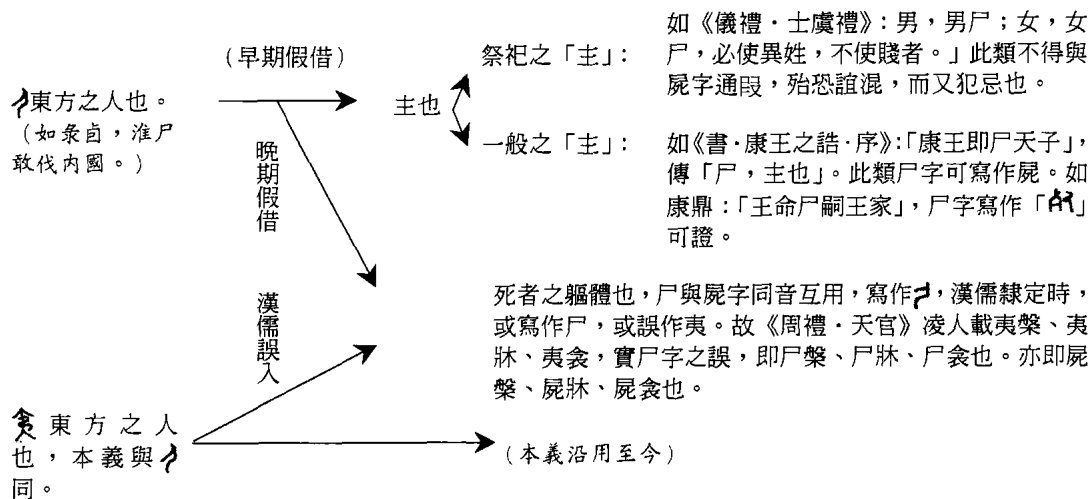 (早期假借)
東方之人也。
(如彔卣,淮尸
敢伐內國。)
主也
祭祀之「主」:
如《儀禮·士虞禮》:男,男尸;女,女
尸,必使異姓,不使賤者。」此類不得與
屍字通叚,殆恐誼混,而又犯忌也。
一般之「主」:
如《書·康王之誥·序》:「康王即尸天子」,
傳「尸,主也」。此類尸字可寫作屍。如
康鼎:「王命尸嗣王家」,尸字寫作「」
可證。
晚期假借
漢儒誤入
死者之軀體也,尸與屍字同音互用,寫作,漢儒隸定時,
或寫作尸,或誤作夷。故《周禮·天官》凌人載夷槃、夷
牀、夷衾,實尸字之誤,即尸槃、尸牀、尸衾也。亦即屍
槃、屍牀、屍衾也。
東方之人
也,本義與
同。
(本義沿用至今)